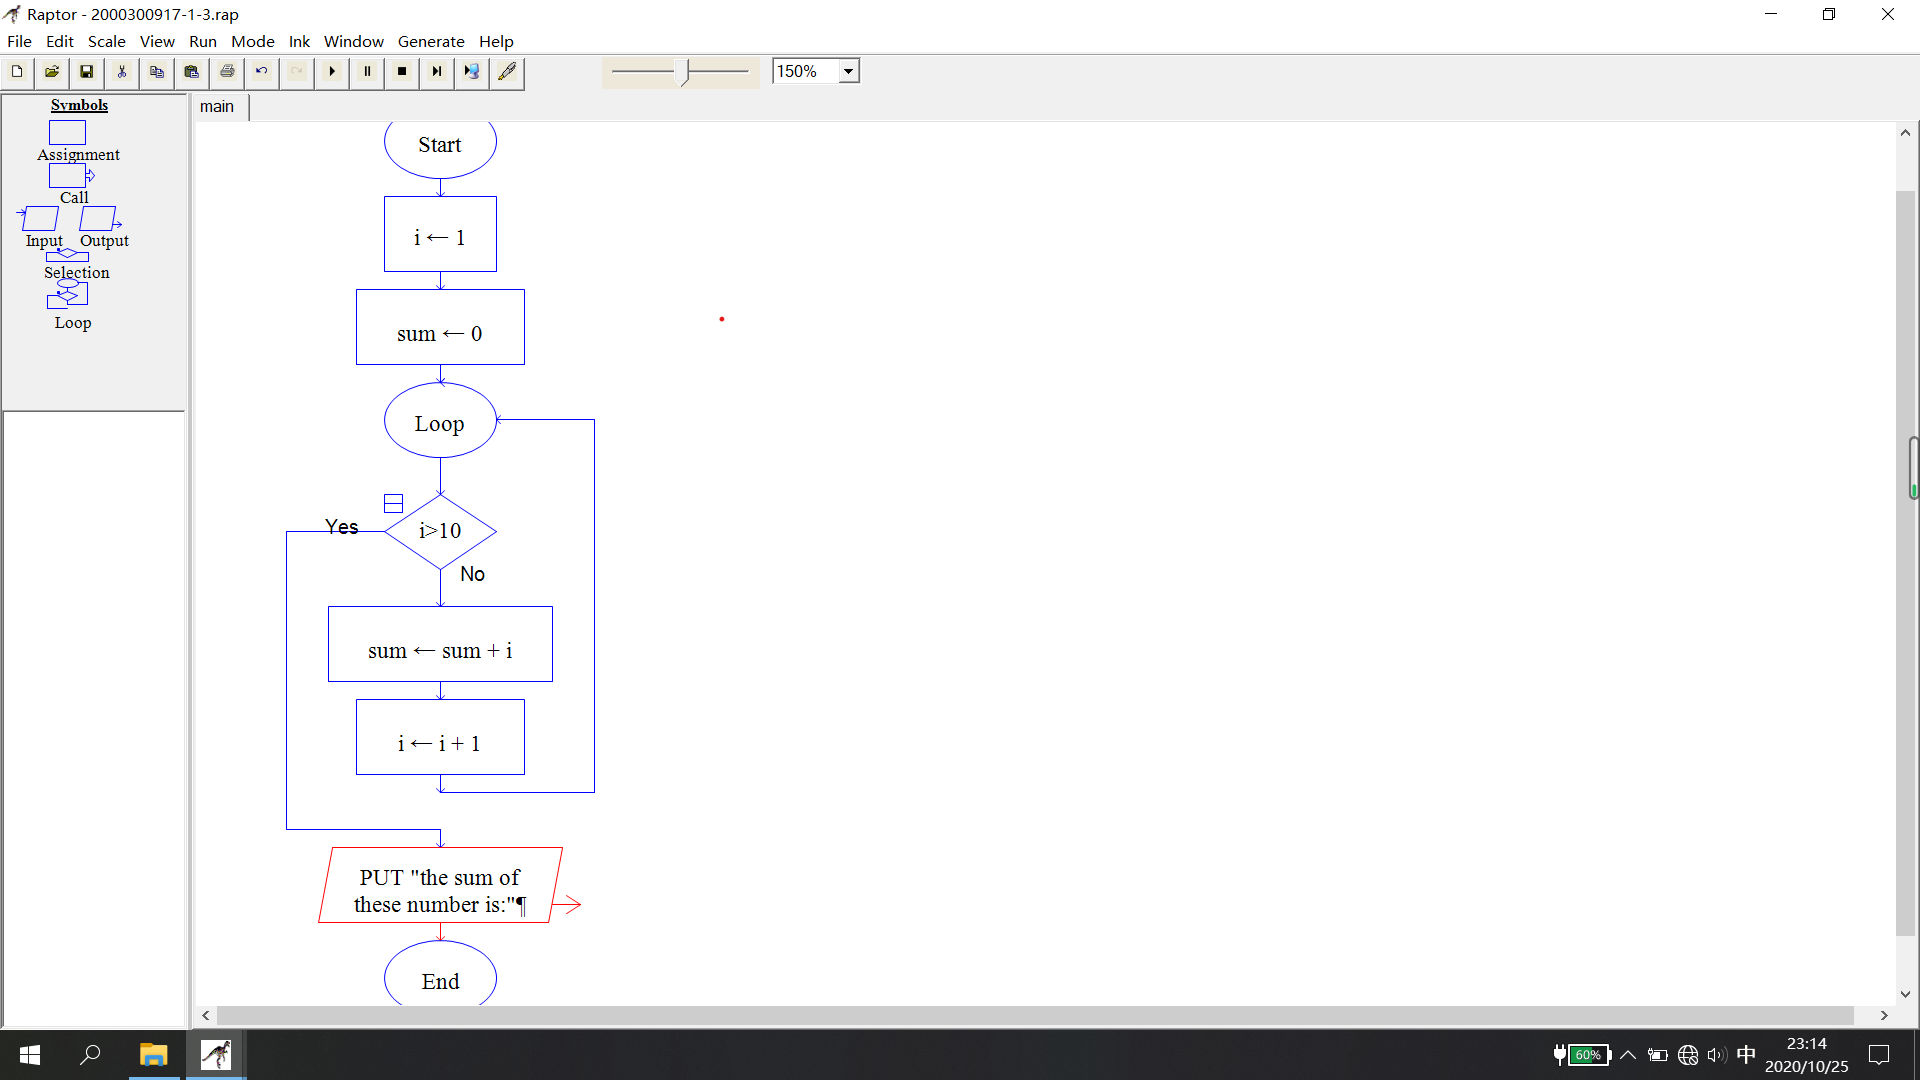 Raptor - 2000300917-1-3.rap
File Edit Scale View Run Mode Ink Window Generate Help
150%
Symbols
main
Assignment
Call
Input Output
Selection
Loop
Start
i ← 1
sum ← 0
Loop
Yes
i>10
No
sum ← sum + i
i ← i + 1
PUT "the sum of
these number is:"¶
End
60%
中
23:14
2020/10/25